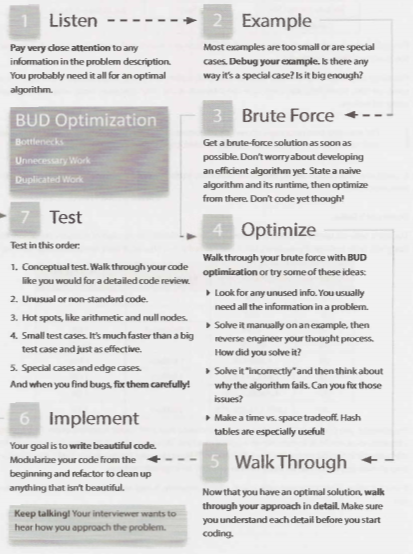 1 Listen
Pay very close attention to any
information in the problem description.
You probably need it all for an optimal
algorithm.
2 Example
Most examples are too small or are special
cases. Debug your example. Is there any
way it's a special case? Is it big enough?
BUD Optimization
Bottlenecks
Unnecessary Work
Duplicated Work
3 Brute Force
Get a brute-force solution as soon as
possible. Don't worry about developing
an efficient algorithm yet. State a naive
algorithm and its runtime, then optimize
from there. Don't code yet though!
7 Test
Test in this order:
1. Conceptual test. Walk through your code
like you would for a detailed code review.
2. Unusual or non-standard code.
3. Hot spots, like arithmetic and null nodes.
4. Small test cases. It's much faster than a big
test case and just as effective.
5. Special cases and edge cases.
And when you find bugs, fix them carefully!
4 Optimize
Walk through your brute force with BUD
optimization or try some of these ideas:
▶ Look for any unused info. You usually
need all the information in a problem.
▶ Solve it manually on an example, then
reverse engineer your thought process.
How did you solve it?
▶ Solve it "incorrectly" and then think about
why the algorithm fails. Can you fix those
issues?
▶ Make a time vs. space tradeoff. Hash
tables are especially useful!
6 Implement
Your goal is to write beautiful code.
Modularize your code from the
beginning and refactor to clean up
anything that isn't beautiful.
Keep talking! Your interviewer wants to
hear how you approach the problem.
5 Walk Through
Now that you have an optimal solution, walk
through your approach in detail. Make sure
you understand each detail before you start
coding.